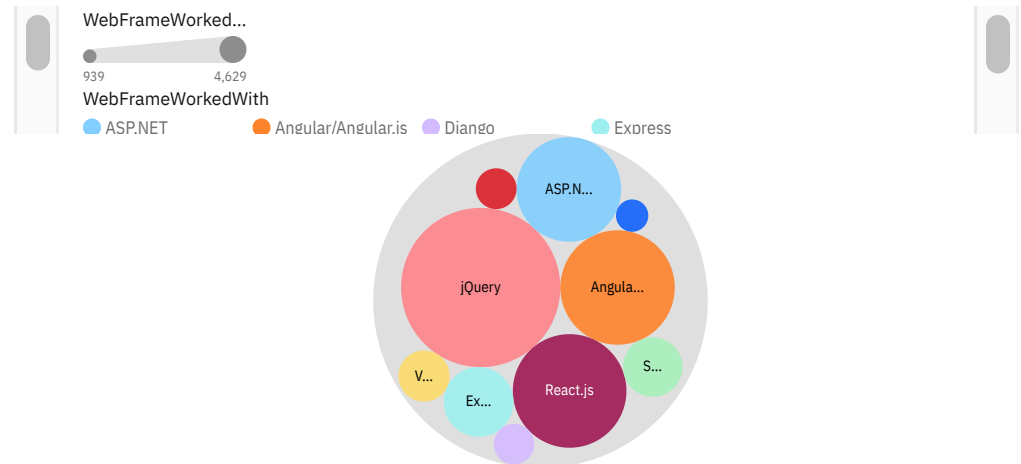 WebFrameWorked...
939 4,629
WebFrameWorkedWith
ASP.NET Angular/Angular.js Django Express
ASP.N...
jQuery Angula...
S...
V...
React.js
Ex...